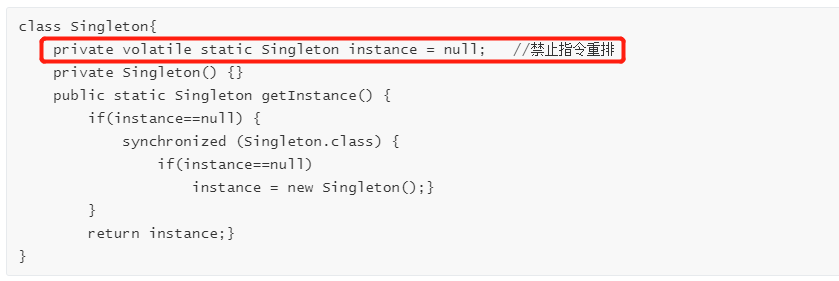 class Singleton{
    private volatile static Singleton instance = null;   //禁止指令重排
    private Singleton() {}
    public static Singleton getInstance() {
        if(instance==null) {
            synchronized (Singleton.class) {
                if(instance==null)
                    instance = new Singleton();}
        }
        return instance;}
}